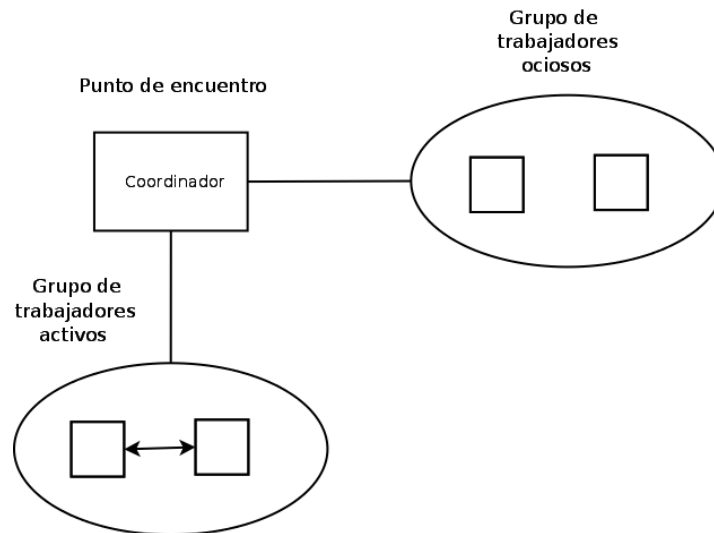 Grupo de
trabajadores
ociosos
Punto de encuentro
Coordinador
Grupo de
trabajadores
activos